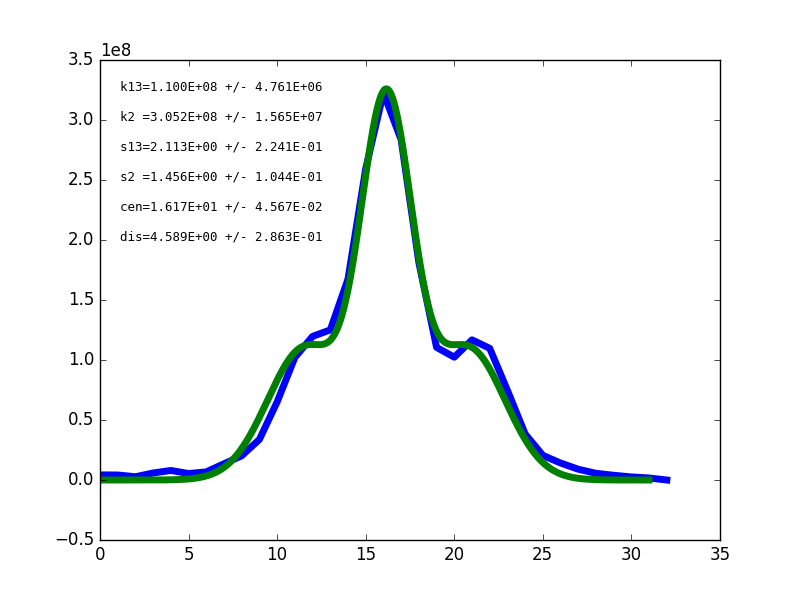 1e8
3.5
3.0
2.5
2.0
1.5
1.0
0.5
0.0
−0.5
k13=1.100E+08 +/- 4.761E+06
k2 =3.052E+08 +/- 1.565E+07
s13=2.113E+00 +/- 2.241E-01
s2 =1.456E+00 +/- 1.044E-01
cen=1.617E+01 +/- 4.567E-02
dis=4.589E+00 +/- 2.863E-01
0 5 10 15 20 25 30 35